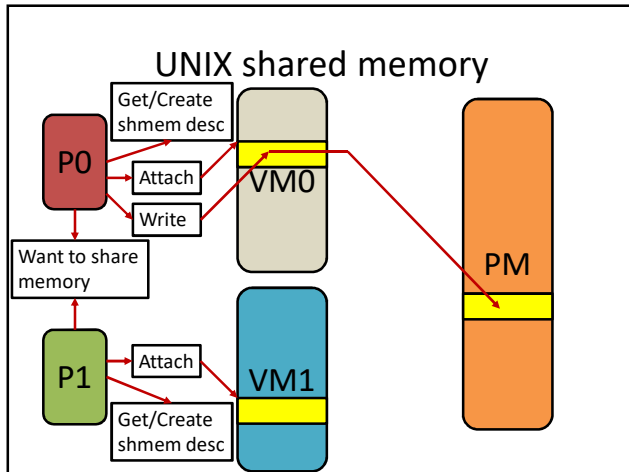 UNIX shared memory
Get/Create
shmem desc
P0
Attach
VM0
Write
Want to share
memory
PM
P1
Attach
VM1
Get/Create
shmem desc